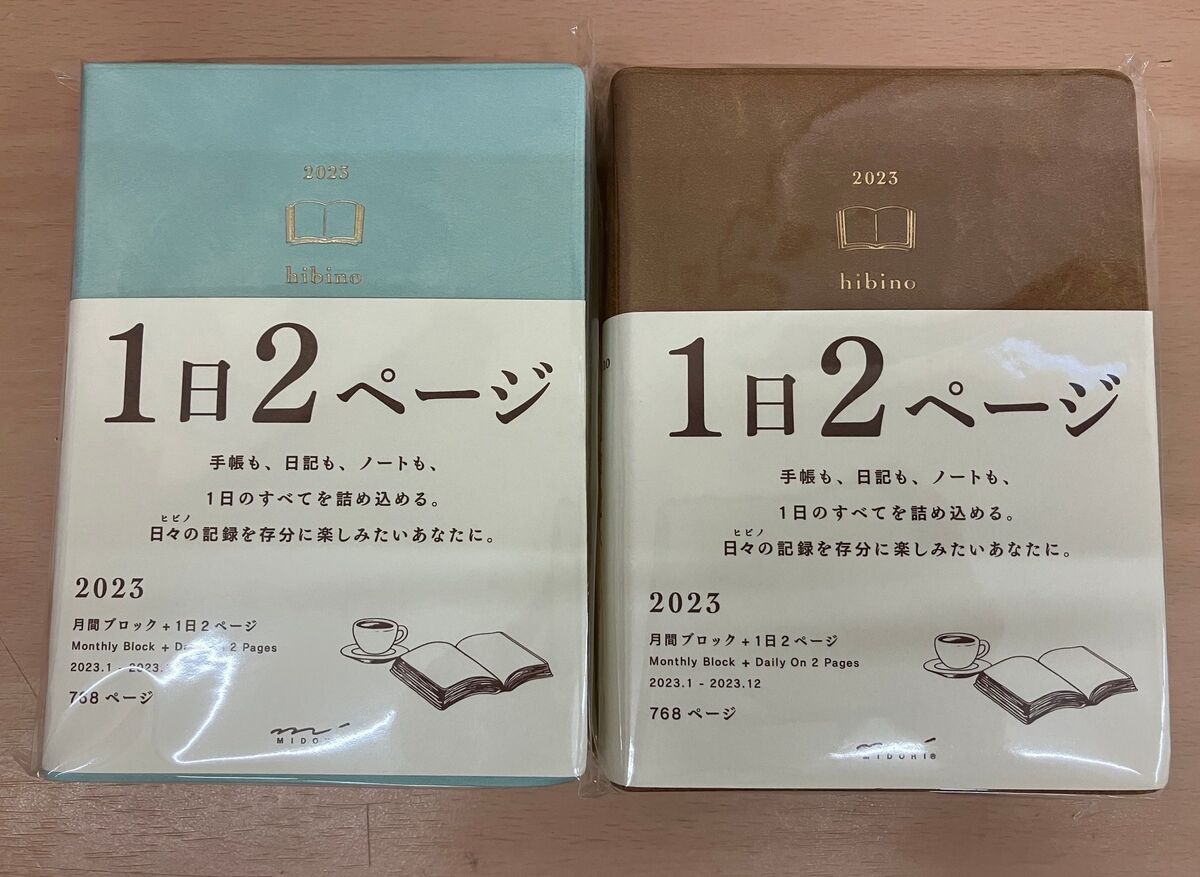 2023
hibino
1日2ページ
手帳も、日記も、ノートも、
1日のすべてを詰め込める。
ヒビノ
日々の記録を存分に楽しみたいあなたに。
2023
月間ブロック+1日2ページ
Monthly Block + 2 Pages
2023.1 - 2023.
768 ページ
2023
hibino
1日2ページ
手帳も、日記も、ノートも、
1日のすべてを詰め込める。
ヒビノ
日々の記録を存分に楽しみたいあなたに。
2023
月間ブロック+1日2ページ
Monthly Block + Daily On 2 Pages
2023.1 - 2023.12
768 ページ
MIDORI®